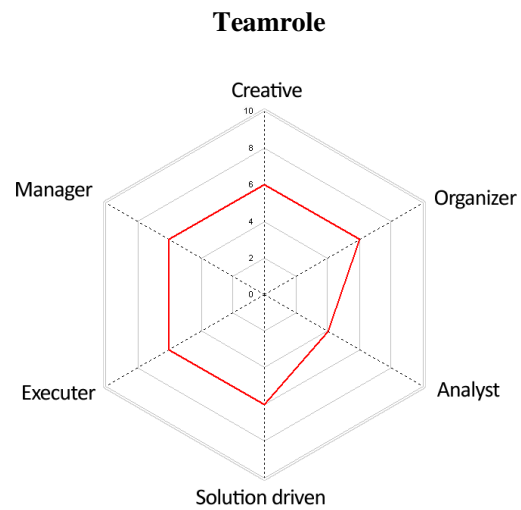 Teamrole
Creative
10
8
Manager
Organizer
6
4
2
0
Executer
Analyst
Solution driven